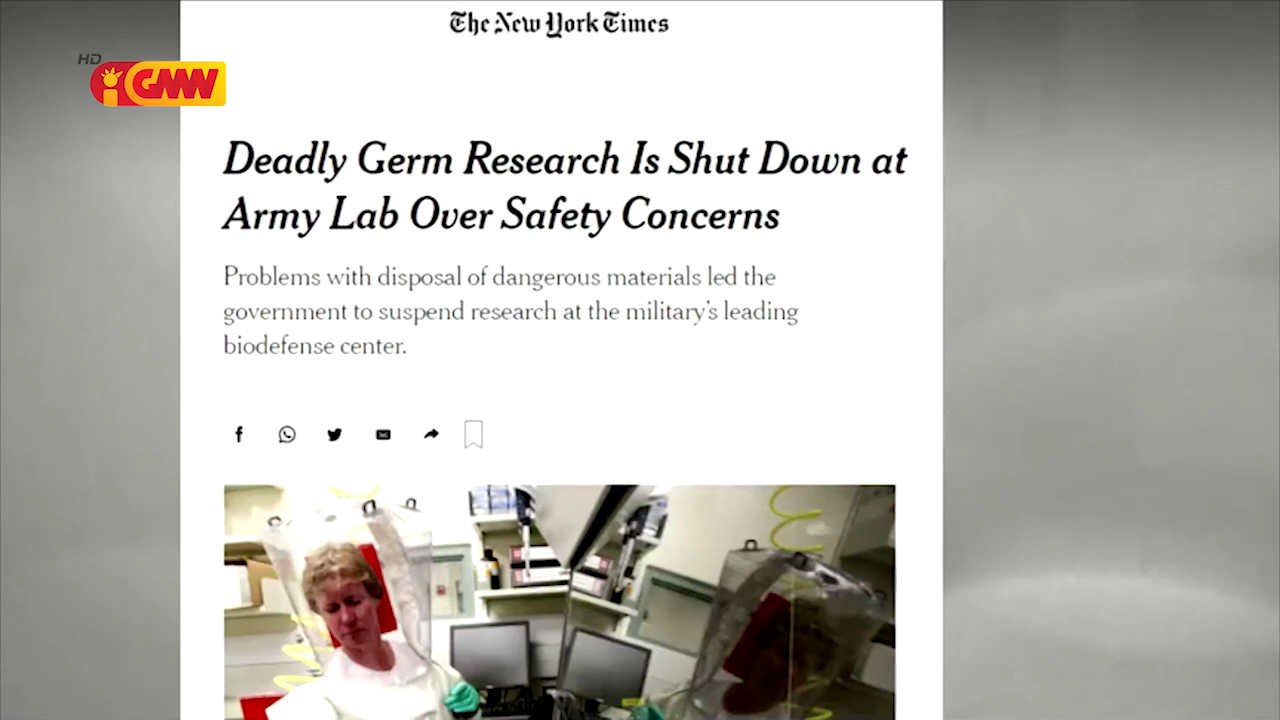 The New York Times
HD
iGMW
Deadly Germ Research Is Shut Down at
Army Lab Over Safety Concerns
Problems with disposal of dangerous materials led the
government to suspend research at the military's leading
biodefense center.